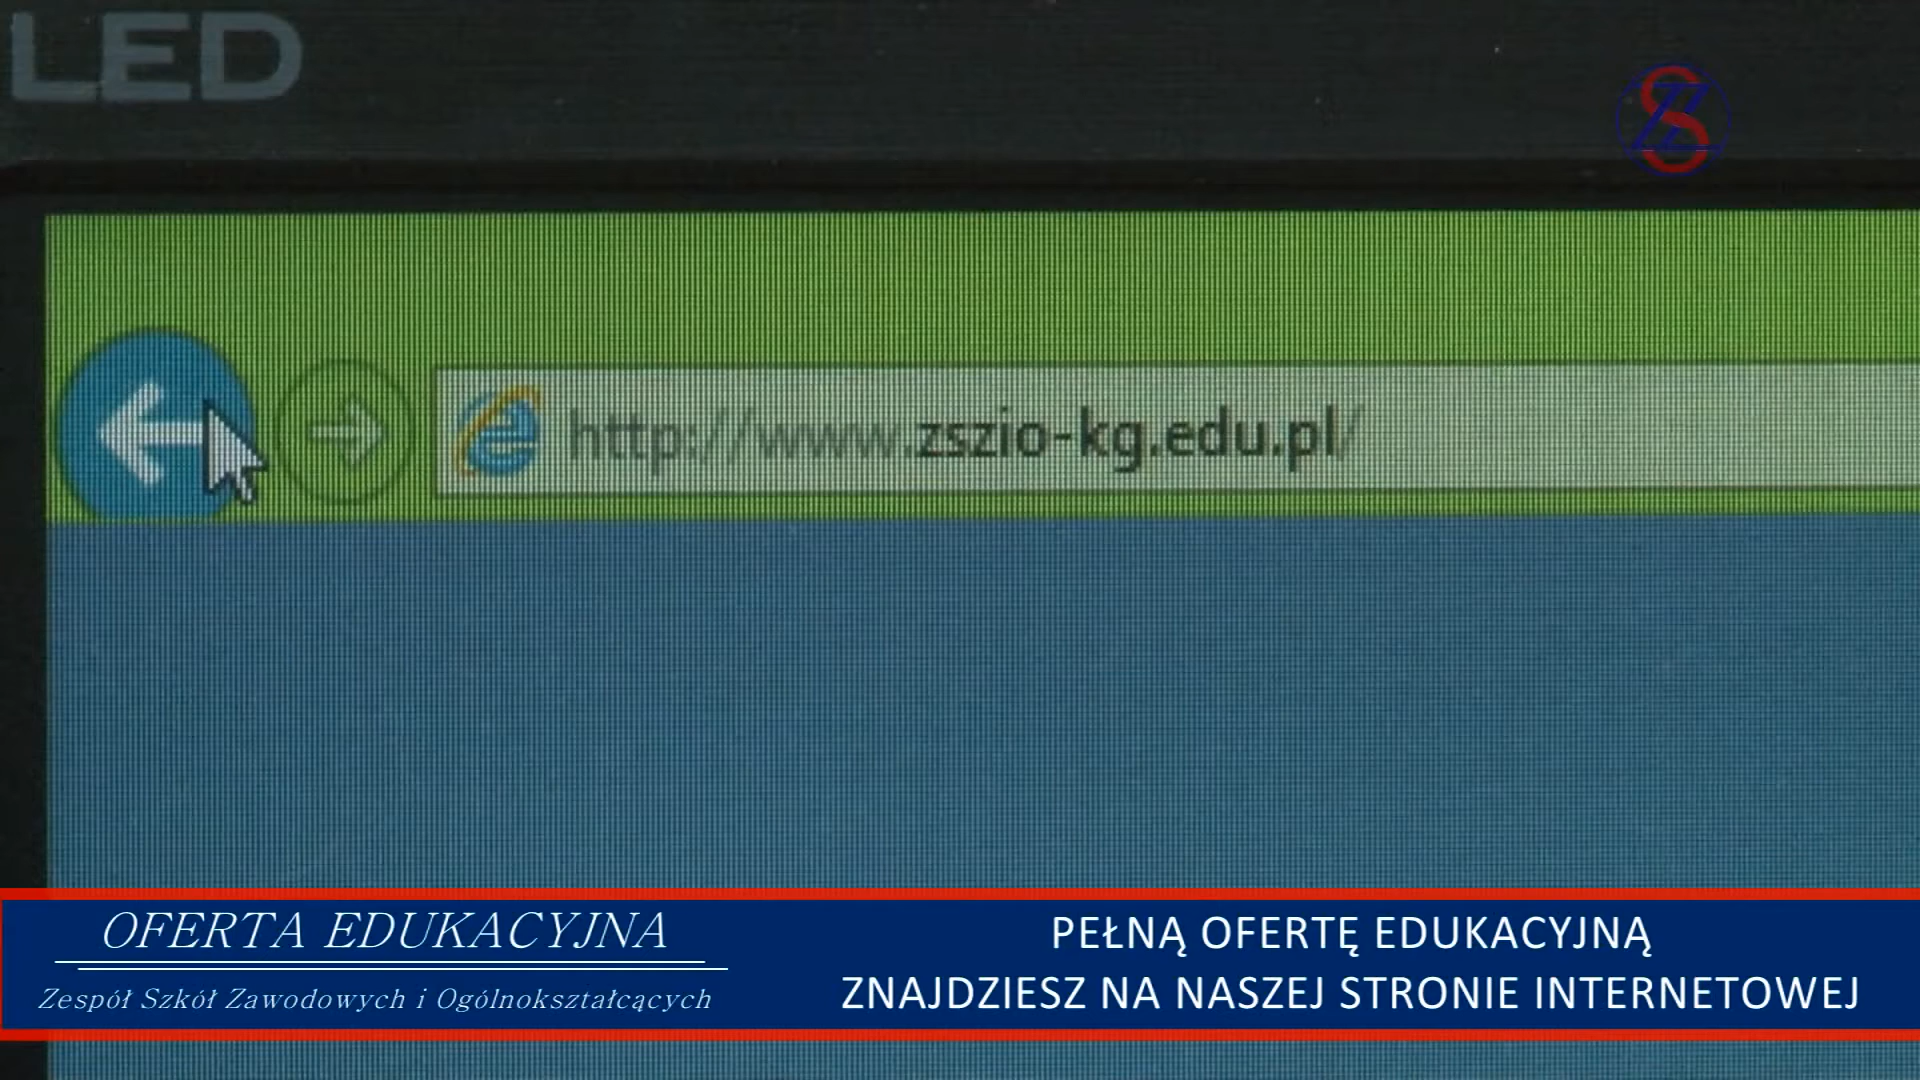 LED
http://www.zszio-kg.edu.pl/
OFERTA EDUKACYJNA
Zespół Szkół Zawodowych i Ogólnokształcących
PEŁNĄ OFERTĘ EDUKACYJNĄ
ZNAJDZIESZ NA NASZEJ STRONIE INTERNETOWEJ